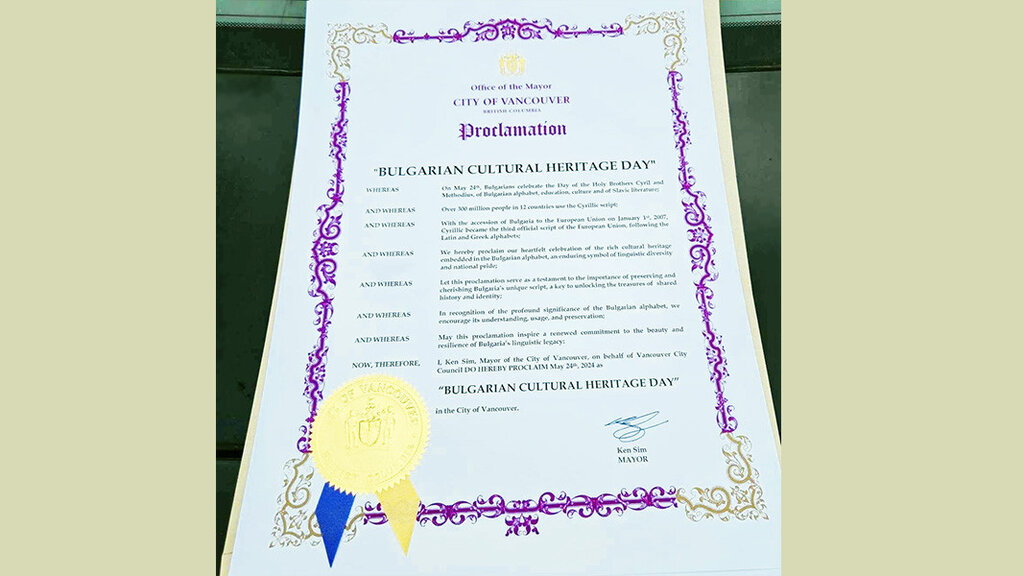 Office of the Mayor
CITY OF VANCOUVER
BRITISH COLUMBIA
Proclamation
"BULGARIAN CULTURAL HERITAGE DAY"
WHEREAS On May 24th, Bulgarians celebrate the Day of the Holy Brothers Cyril and
Methodius, of Bulgarian alphabet, education, culture and of Slavic literature;
AND WHEREAS Over 300 million people in 12 countries use the Cyrillic script;
AND WHEREAS With the accession of Bulgaria to the European Union on January 1st, 2007,
Cyrillic became the third official script of the European Union, following the
Latin and Greek alphabets;
AND WHEREAS We hereby proclaim our heartfelt celebration of the rich cultural heritage
embedded in the Bulgarian alphabet, an enduring symbol of linguistic diversity
and national pride;
AND WHEREAS Let this proclamation serve as a testament to the importance of preserving and
cherishing Bulgaria's unique script, a key to unlocking the treasures of shared
history and identity;
AND WHEREAS In recognition of the profound significance of the Bulgarian alphabet, we
encourage its understanding, usage, and preservation;
AND WHEREAS May this proclamation inspire a renewed commitment to the beauty and
resilience of Bulgaria's linguistic legacy;
NOW, THEREFORE, I, Ken Sim, Mayor of the City of Vancouver, on behalf of Vancouver City
Council DO HEREBY PROCLAIM May 24th, 2024 as
"BULGARIAN CULTURAL HERITAGE DAY"
in the City of Vancouver.
Ken Sim
MAYOR
OF VANCOUVER